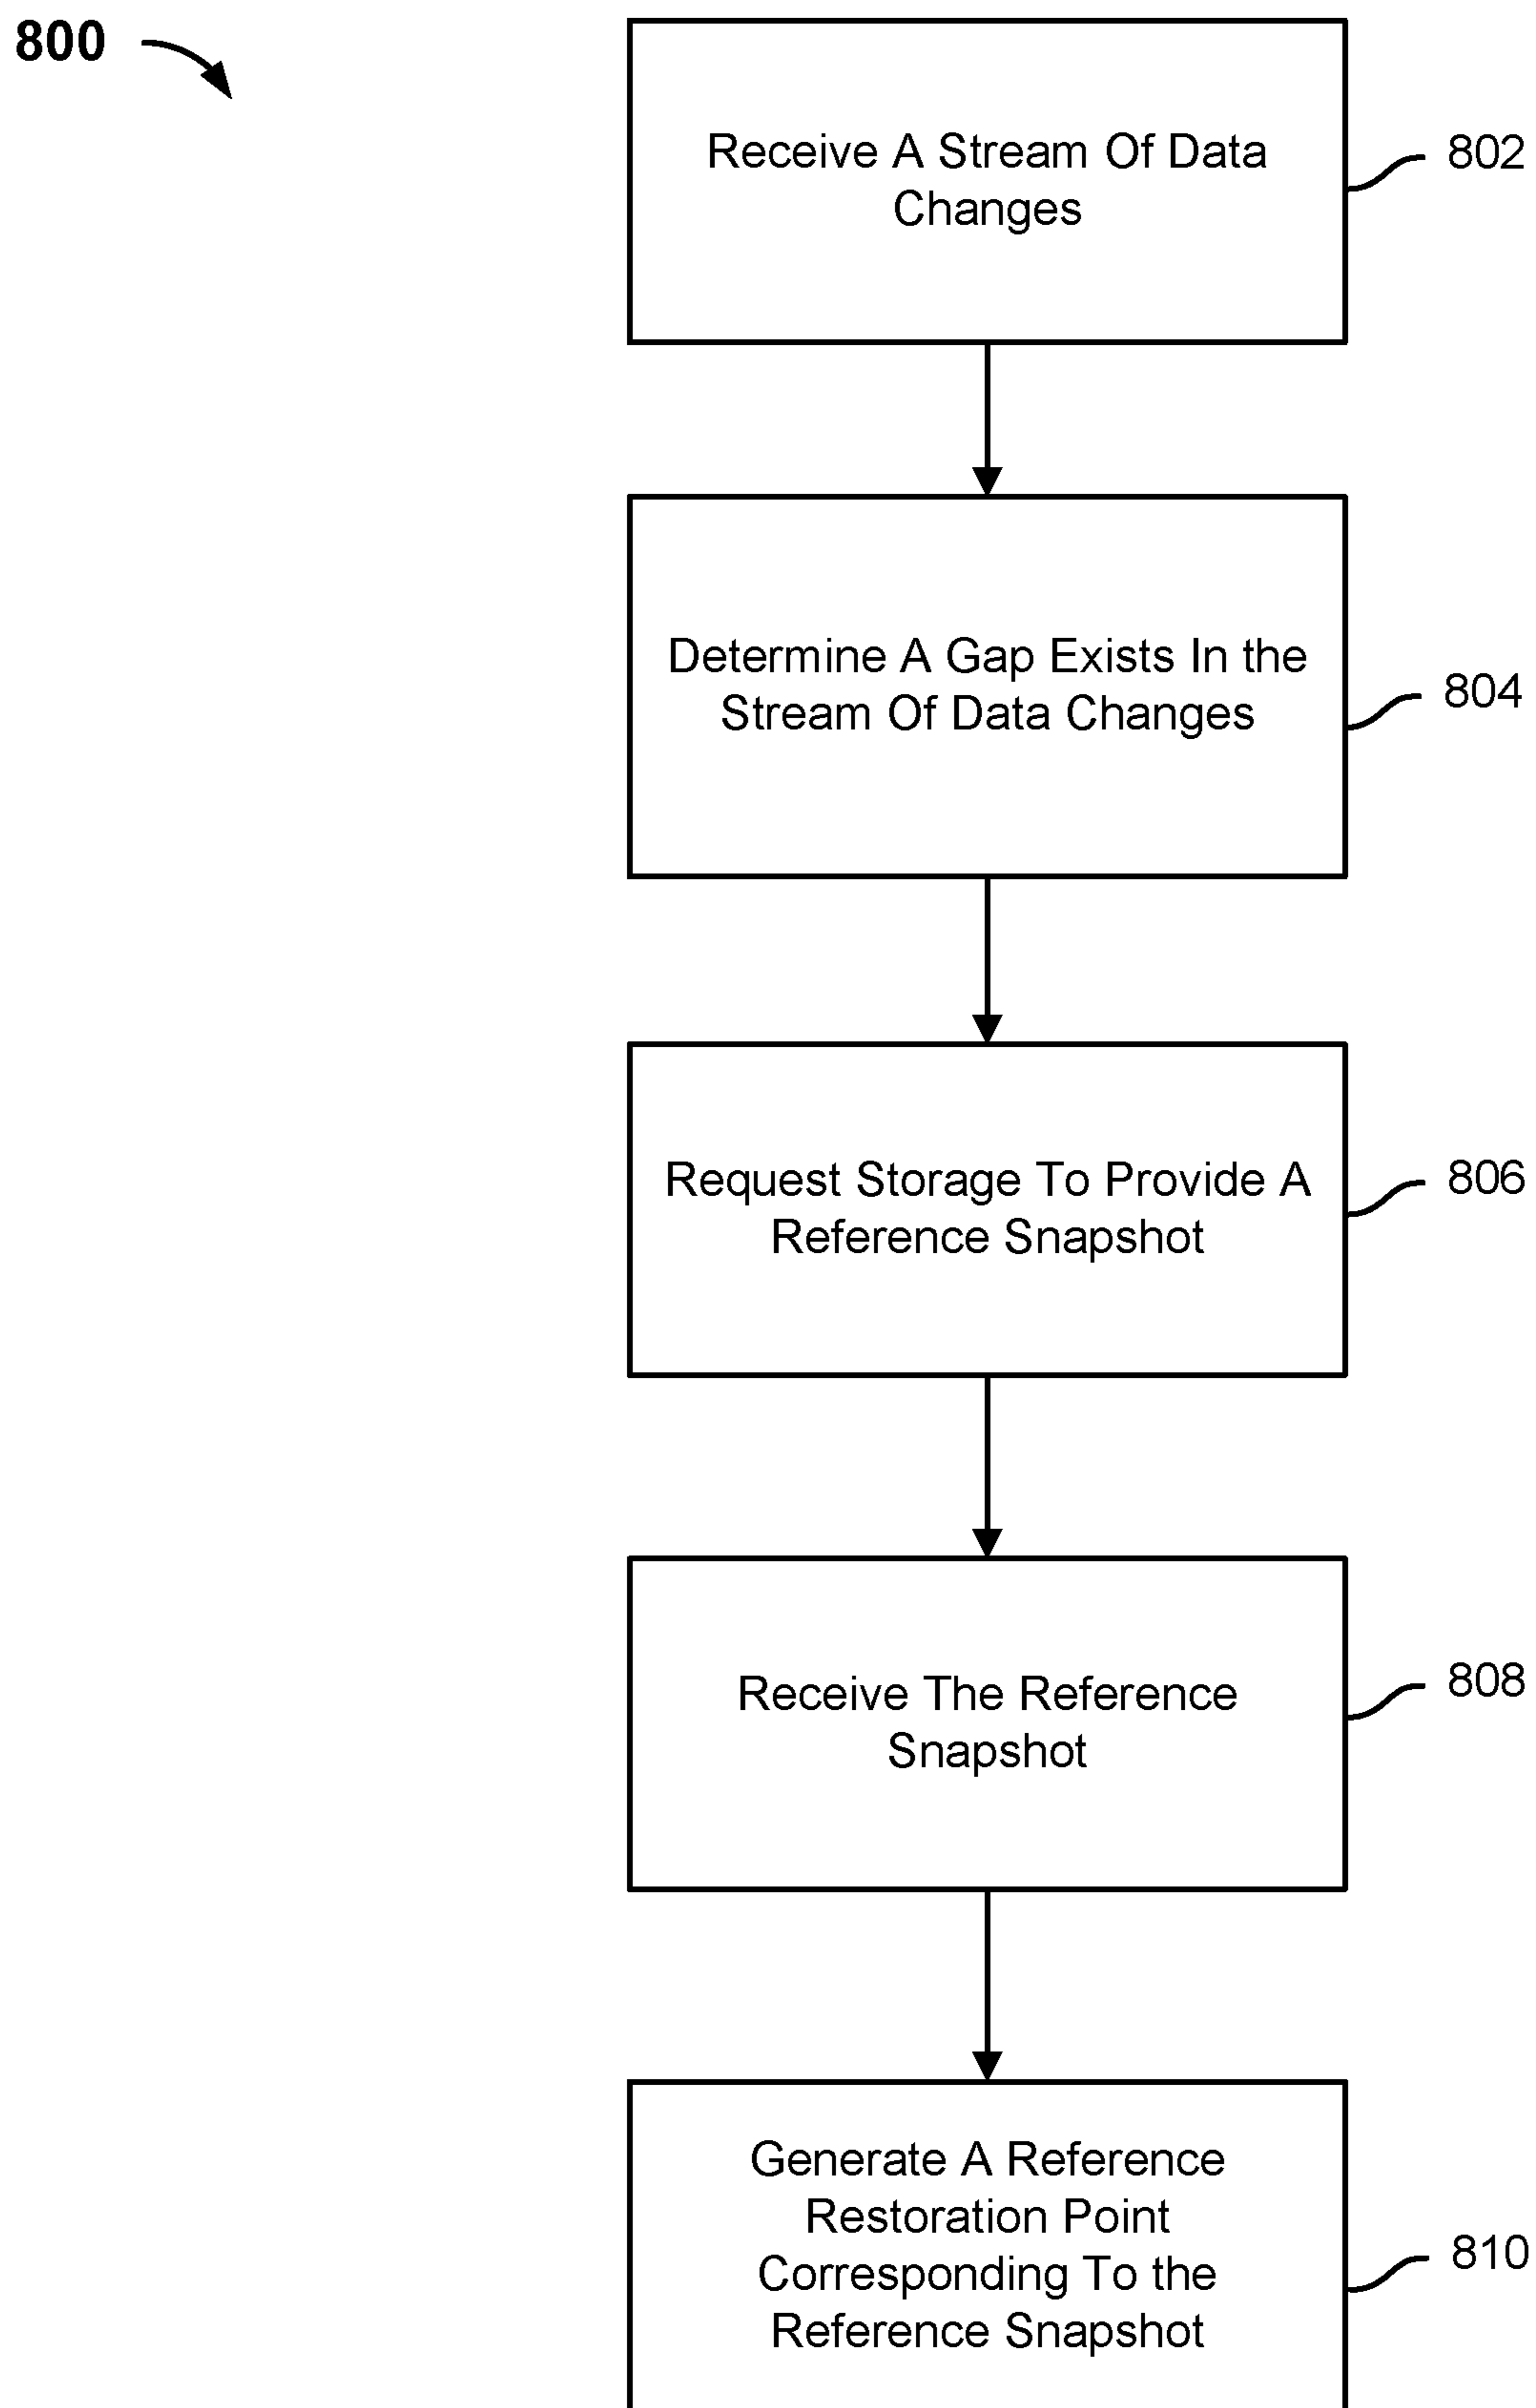 800
Receive A Stream Of Data
Changes
802
Determine A Gap Exists In the
Stream Of Data Changes
804
Request Storage To Provide A
Reference Snapshot
806
Receive The Reference
Snapshot
808
Generate A Reference
Restoration Point
Corresponding To the
Reference Snapshot
810